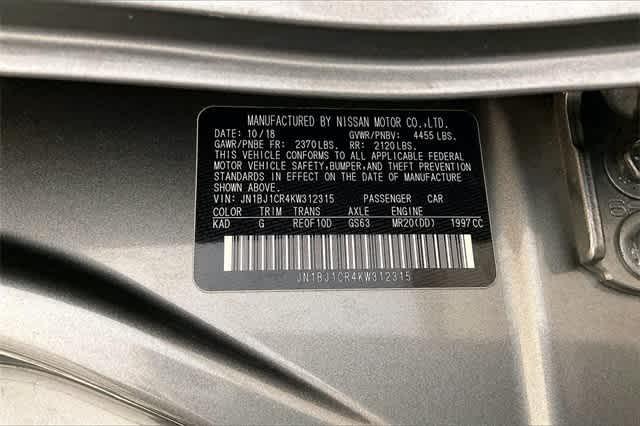 MANUFACTURED BY NISSAN MOTOR CO.,LTD.
DATE: 10/18 GVWR/PNBV: 4455 LBS.
GAWR/PNBE FR: 2370 LBS. RR: 2120 LBS.
THIS VEHICLE CONFORMS TO ALL APPLICABLE FEDERAL
MOTOR VEHICLE SAFETY, BUMPER, AND THEFT PREVENTION
STANDARDS IN EFFECT ON THE DATE OF MANUFACTURE
SHOWN ABOVE.
VIN: JN1BJ1CR4KW312315 PASSENGER CAR
COLOR TRIM TRANS AXLE ENGINE
KAD G RE0F10D GS63 MR20(DD) 1997 CC
JN1BJ1CR4KW312315